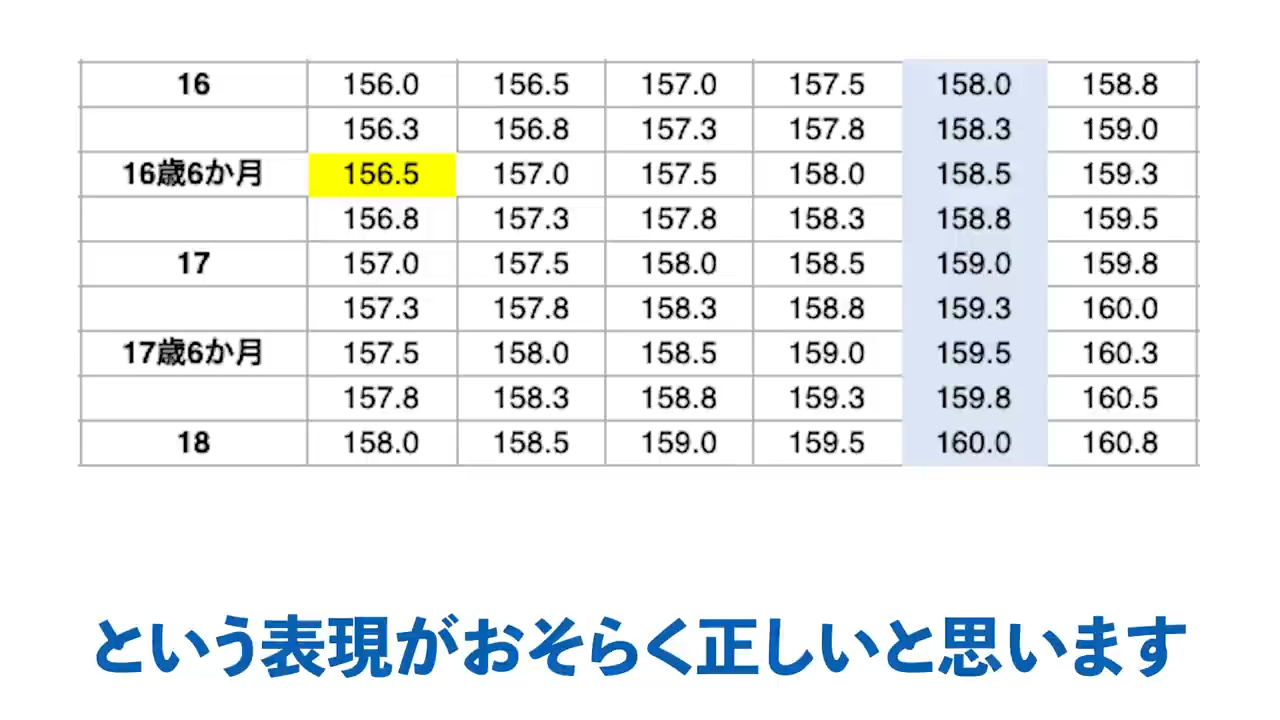 16 156.0 156.5 157.0 157.5 158.0 158.8
156.3 156.8 157.3 157.8 158.3 159.0
16歳6か月 156.5 157.0 157.5 158.0 158.5 159.3
156.8 157.3 157.8 158.3 158.8 159.5
17 157.0 157.5 158.0 158.5 159.0 159.8
157.3 157.8 158.3 158.8 159.3 160.0
17歳6か月 157.5 158.0 158.5 159.0 159.5 160.3
157.8 158.3 158.8 159.3 159.8 160.5
18 158.0 158.5 159.0 159.5 160.0 160.8
という表現がおそらく正しいと思います